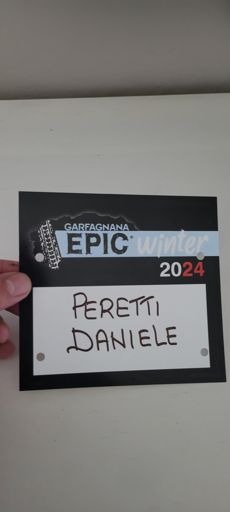 GARFAGNANA
EPIC winter
2024
PERETTI
DANIELE